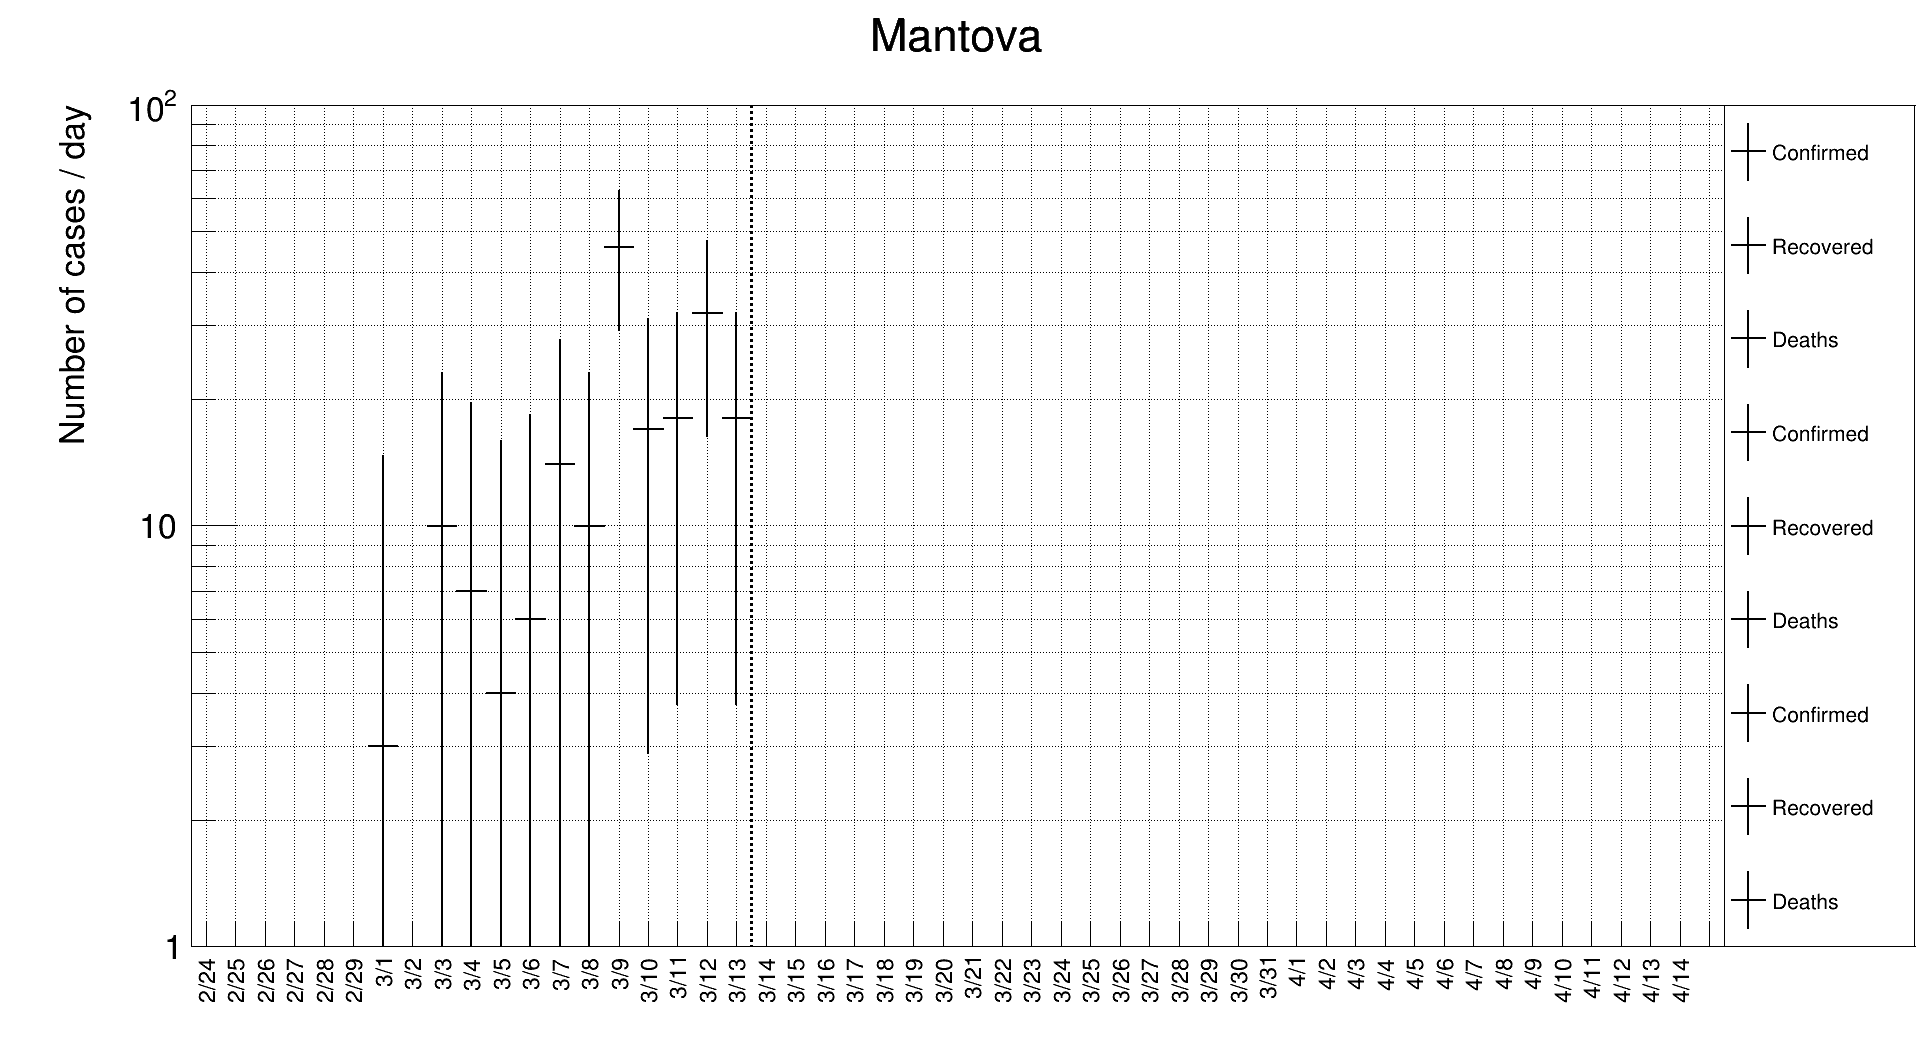 Mantova
Number of cases / day
10²
10
1
2/24 2/25 2/26 2/27 2/28 2/29 3/1 3/2 3/3 3/4 3/5 3/6 3/7 3/8 3/9 3/10 3/11 3/12 3/13 3/14 3/15 3/16 3/17 3/18 3/19 3/20 3/21 3/22 3/23 3/24 3/25 3/26 3/27 3/28 3/29 3/30 3/31 4/1 4/2 4/3 4/4 4/5 4/6 4/7 4/8 4/9 4/10 4/11 4/12 4/13 4/14
Confirmed
Recovered
Deaths
Confirmed
Recovered
Deaths
Confirmed
Recovered
Deaths